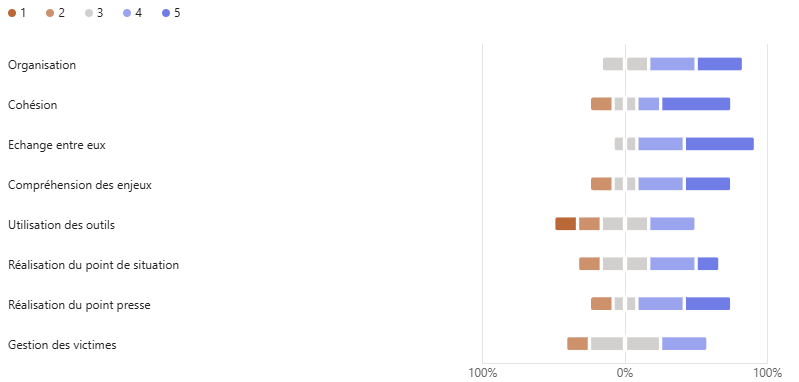 1 2 3 4 5
Organisation
Cohésion
Echange entre eux
Compréhension des enjeux
Utilisation des outils
Réalisation du point de situation
Réalisation du point presse
Gestion des victimes
100% 0% 100%